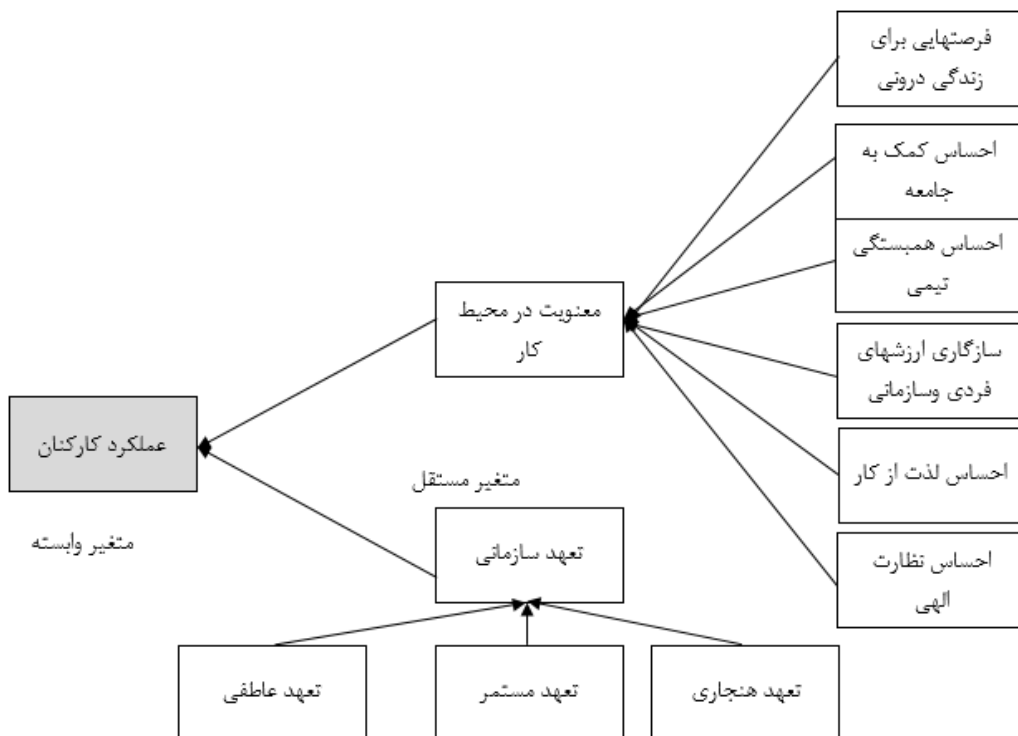 فرصتهایی برای
زندگی درونی
احساس کمک به
جامعه
احساس همبستگی
تیمی
معنویت در محیط
کار
سازگاری ارزشهای
فردی وسازمانی
عملکرد کارکنان
احساس لذت از کار
متغیر مستقل
متغیر وابسته
تعهد سازمانی
احساس نظارت
الهی
تعهد هنجاری
تعهد مستمر
تعهد عاطفی